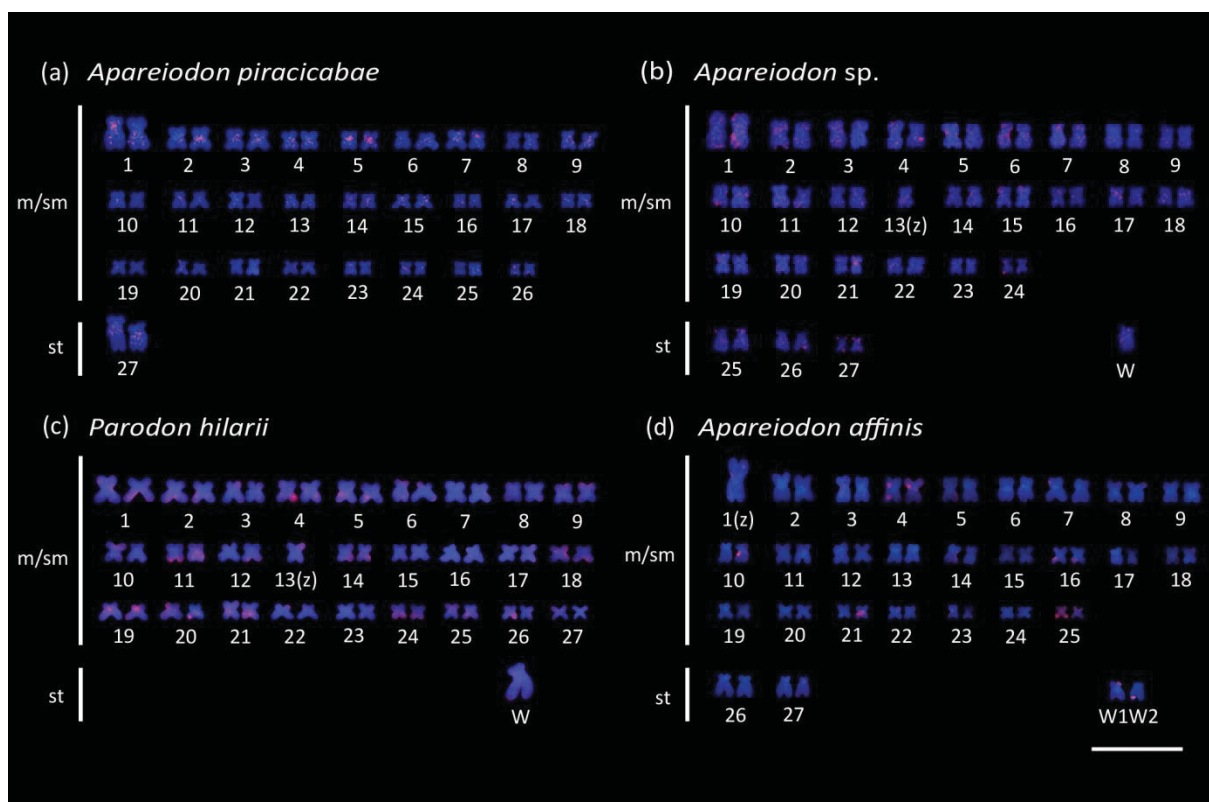 (a) Apareiodon piracicabae
1 2 3 4 5 6 7 8 9
m/sm
10 11 12 13 14 15 16 17 18
19 20 21 22 23 24 25 26
st
27
(b) Apareiodon sp.
1 2 3 4 5 6 7 8 9
m/sm
10 11 12 13(z) 14 15 16 17 18
19 20 21 22 23 24
st
25 26 27 W
(c) Parodon hilarii
1 2 3 4 5 6 7 8 9
m/sm
10 11 12 13(z) 14 15 16 17 18
19 20 21 22 23 24 25 26 27
st
W
(d) Apareiodon affinis
1(z) 2 3 4 5 6 7 8 9
m/sm
10 11 12 13 14 15 16 17 18
19 20 21 22 23 24 25
st
26 27 W1W2